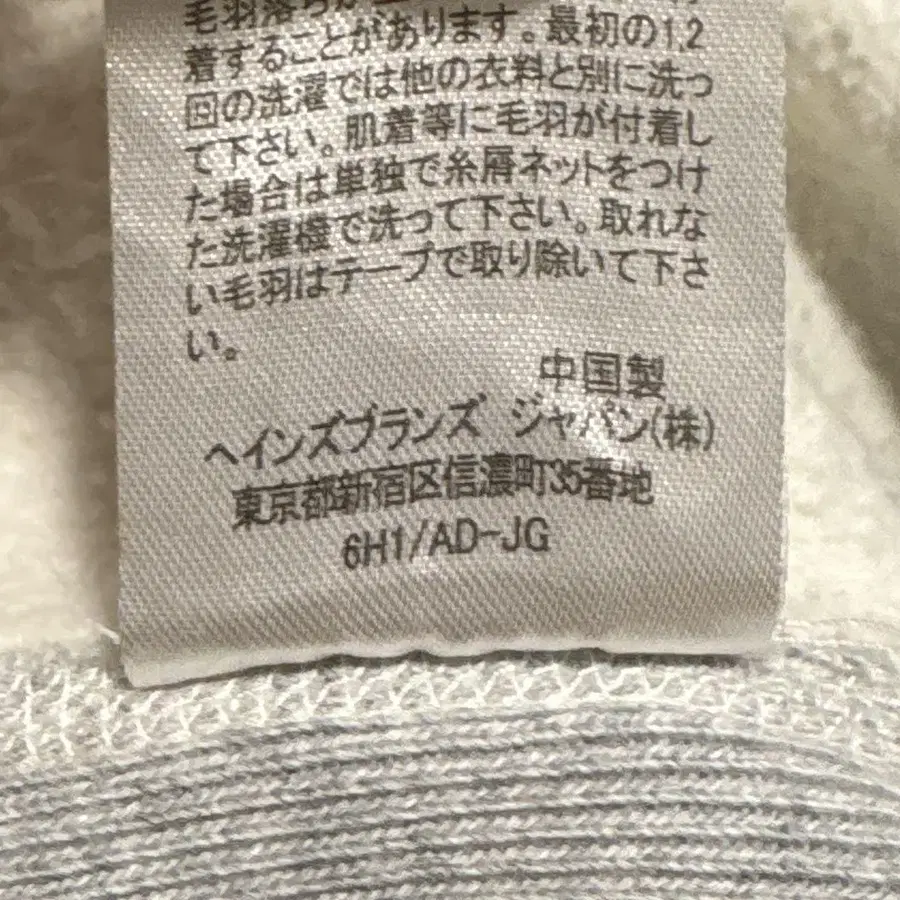 毛羽落ちが
着することがあります。最初の1,2
回の洗濯では他の衣料と別に洗っ
て下さい。肌着等に毛羽が付着し
た場合は単独で糸屑ネットをつけ
た洗濯機で洗って下さい。取れな
い毛羽はテープで取り除いて下さ
い。
中国製
ヘインズブランズ ジャパン(株)
東京都新宿区信濃町35番地
6H1/AD-JG